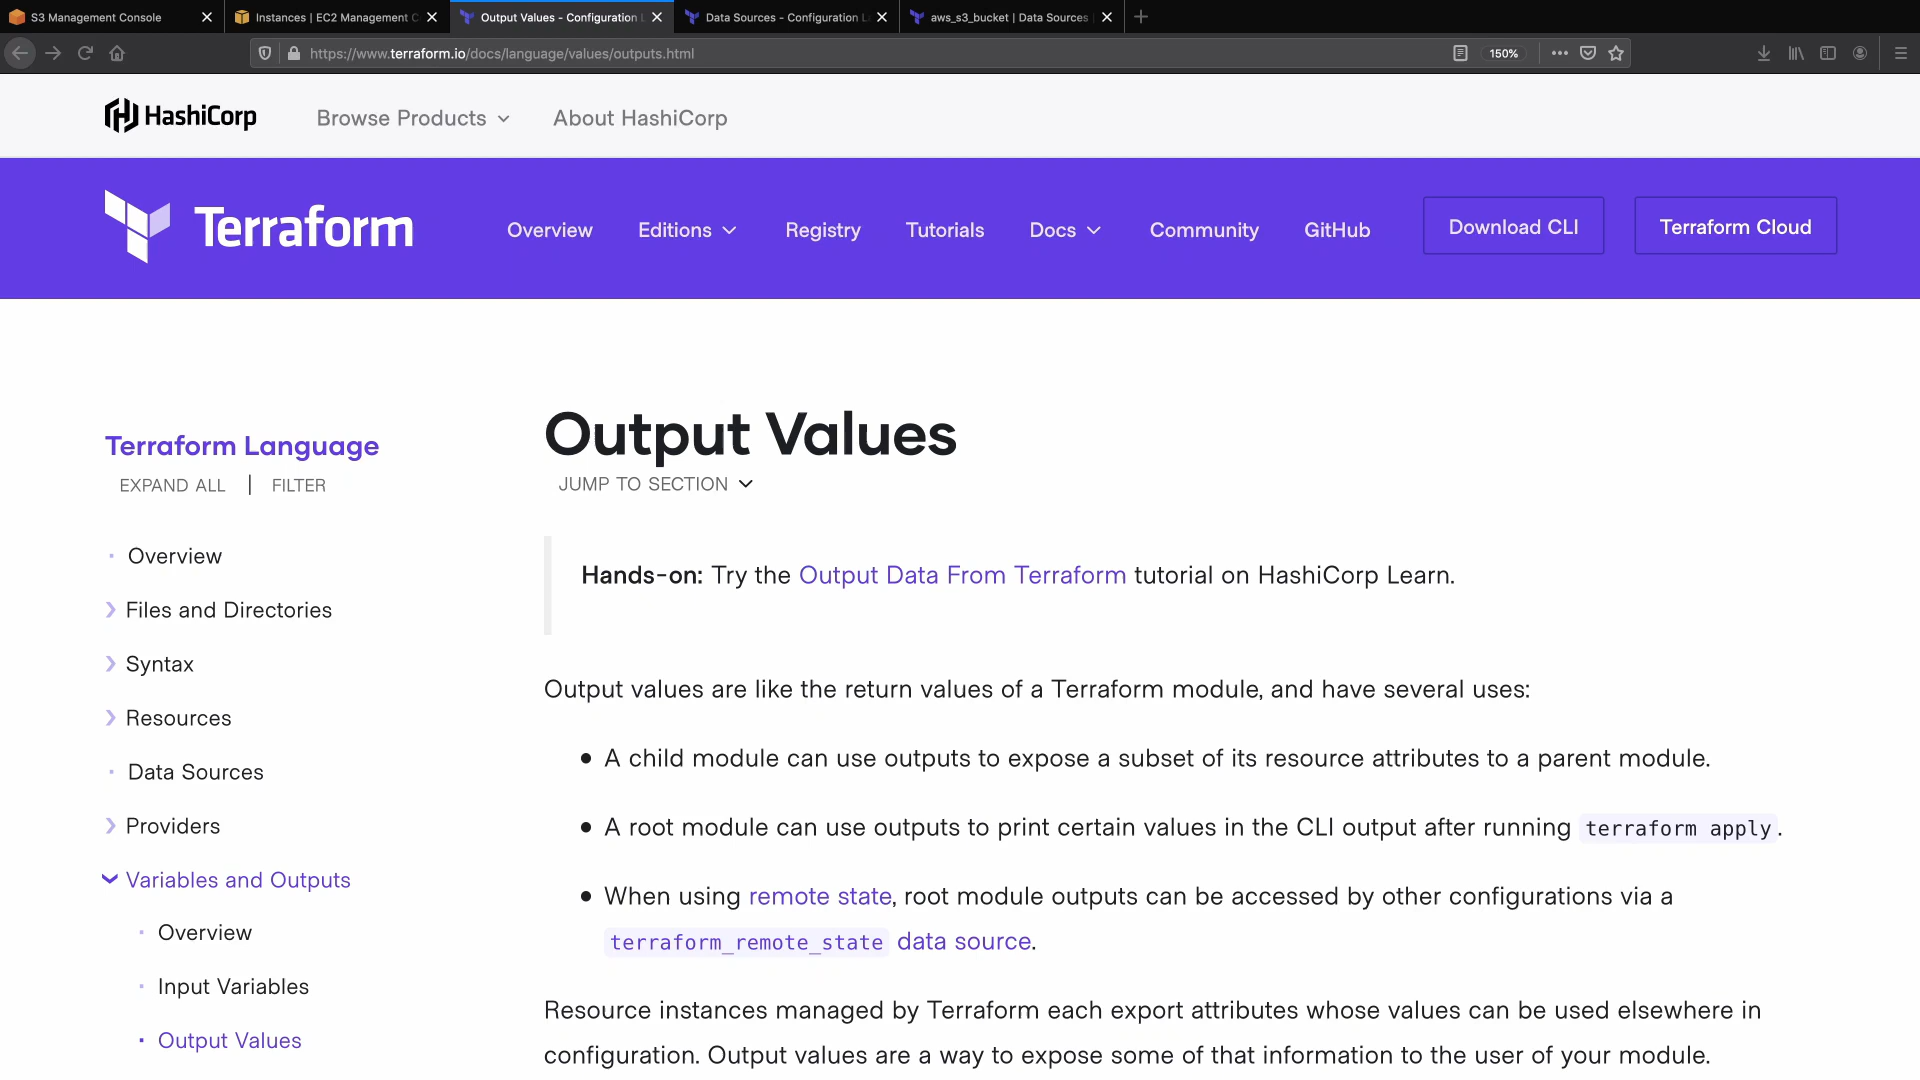 S3 Management Console
Instances | EC2 Management C
Output Values - Configuration L
Data Sources - Configuration L
aws_s3_bucket | Data Sources
https://www.terraform.io/docs/language/values/outputs.html
150%
HashiCorp
Browse Products
About HashiCorp
Terraform
Overview
Editions
Registry
Tutorials
Docs
Community
GitHub
Download CLI
Terraform Cloud
Terraform Language
EXPAND ALL | FILTER
Overview
Files and Directories
Syntax
Resources
Data Sources
Providers
Variables and Outputs
Overview
Input Variables
Output Values
Output Values
JUMP TO SECTION
Hands-on: Try the Output Data From Terraform tutorial on HashiCorp Learn.
Output values are like the return values of a Terraform module, and have several uses:
• A child module can use outputs to expose a subset of its resource attributes to a parent module.
• A root module can use outputs to print certain values in the CLI output after running terraform apply.
• When using remote state, root module outputs can be accessed by other configurations via a
terraform_remote_state data source.
Resource instances managed by Terraform each export attributes whose values can be used elsewhere in
configuration. Output values are a way to expose some of that information to the user of your module.